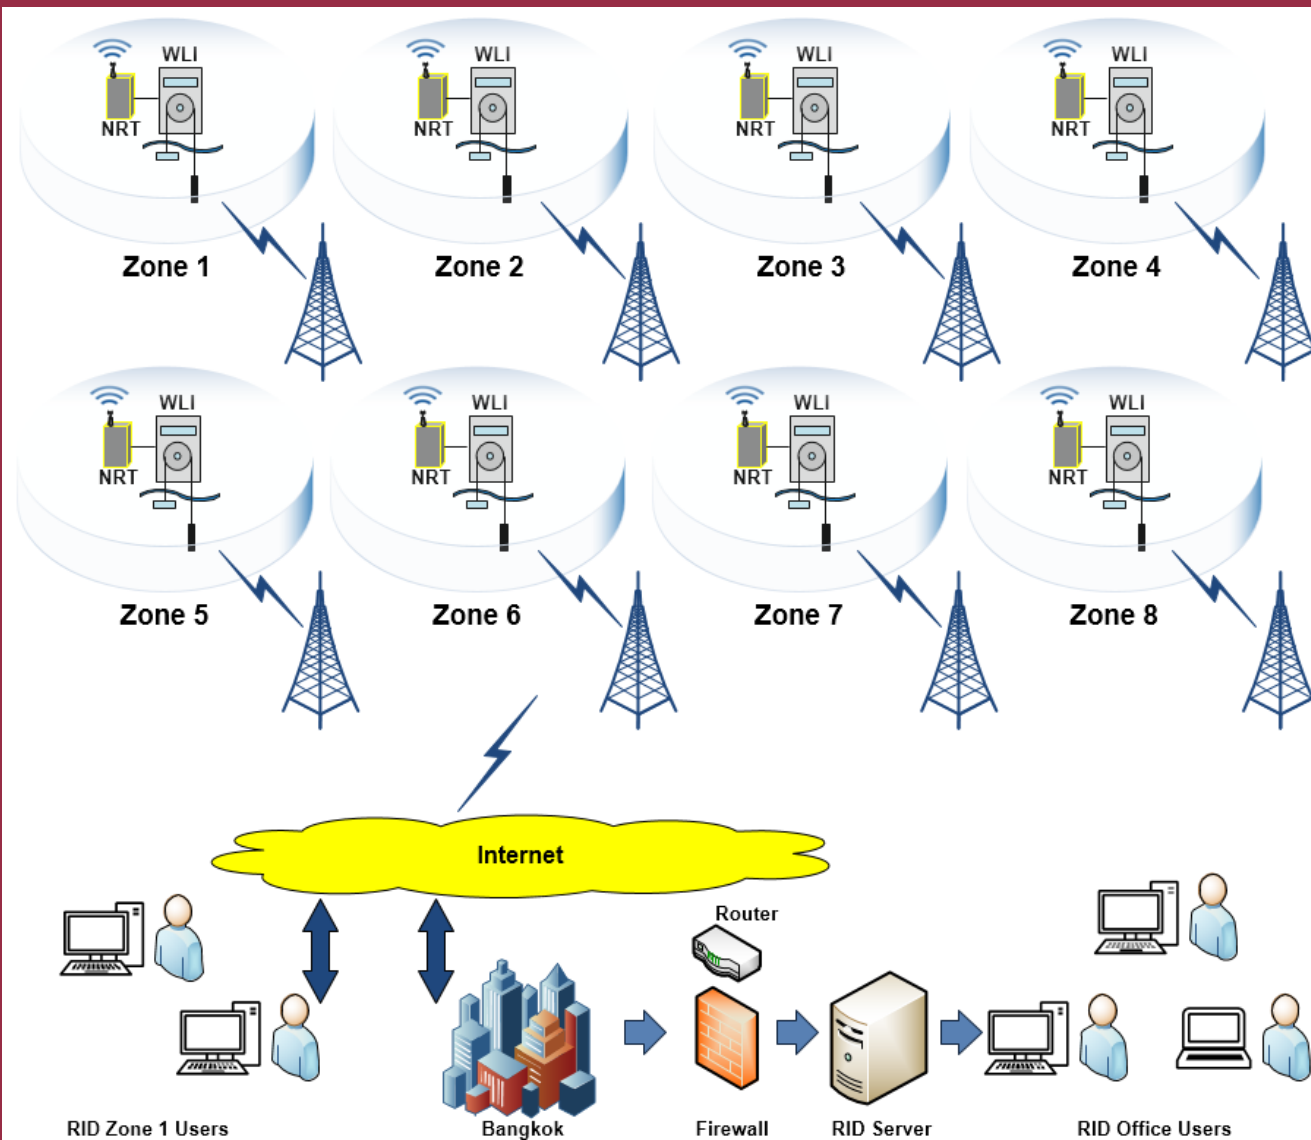 WLI
NRT
Zone 1
WLI
NRT
Zone 2
WLI
NRT
Zone 3
WLI
NRT
Zone 4
WLI
NRT
Zone 5
WLI
NRT
Zone 6
WLI
NRT
Zone 7
WLI
NRT
Zone 8
Internet
Router
RID Zone 1 Users
Bangkok
Firewall
RID Server
RID Office Users